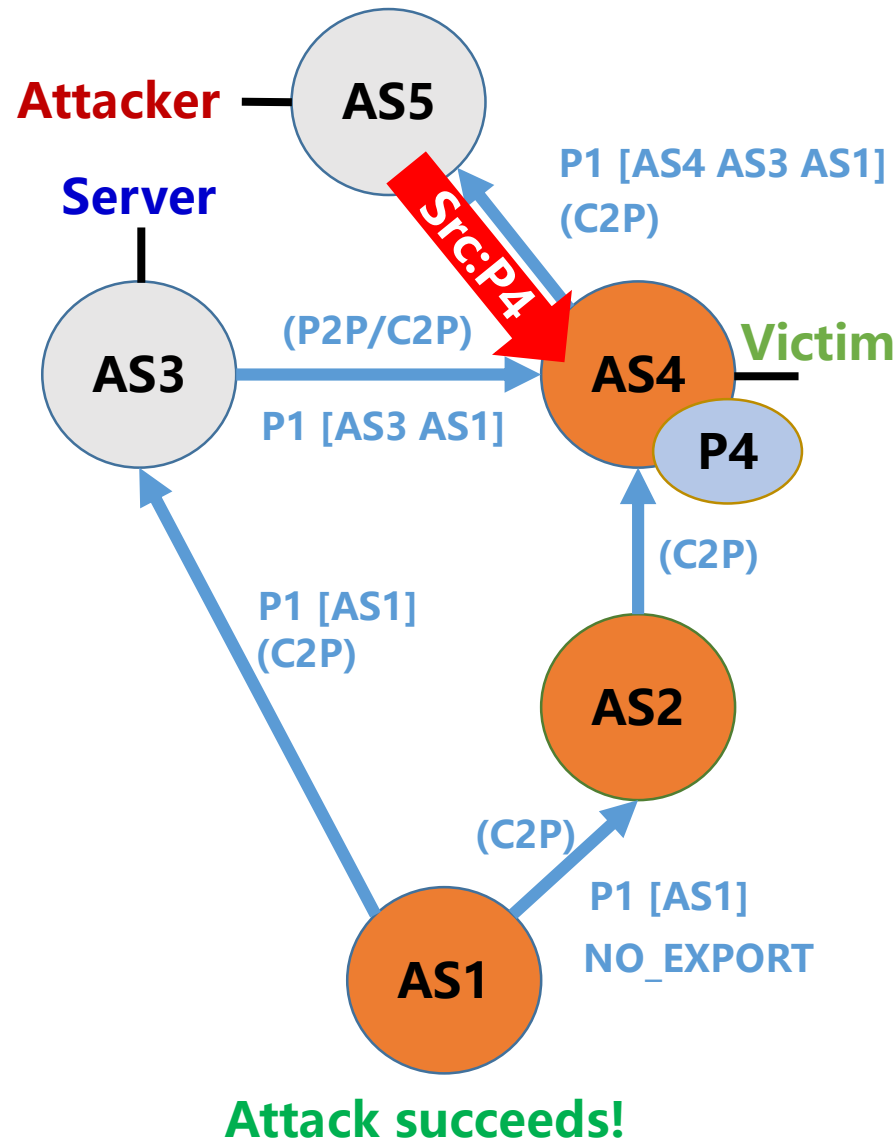 AS5
Attacker
P1 [AS4 AS3 AS1]
(C2P)
Server
Src:P4
(P2P/C2P)
Victim
AS3
AS4
P1 [AS3 AS1]
P4
(C2P)
P1 [AS1]
(C2P)
AS2
(C2P)
P1 [AS1]
NO_EXPORT
AS1
Attack succeeds!